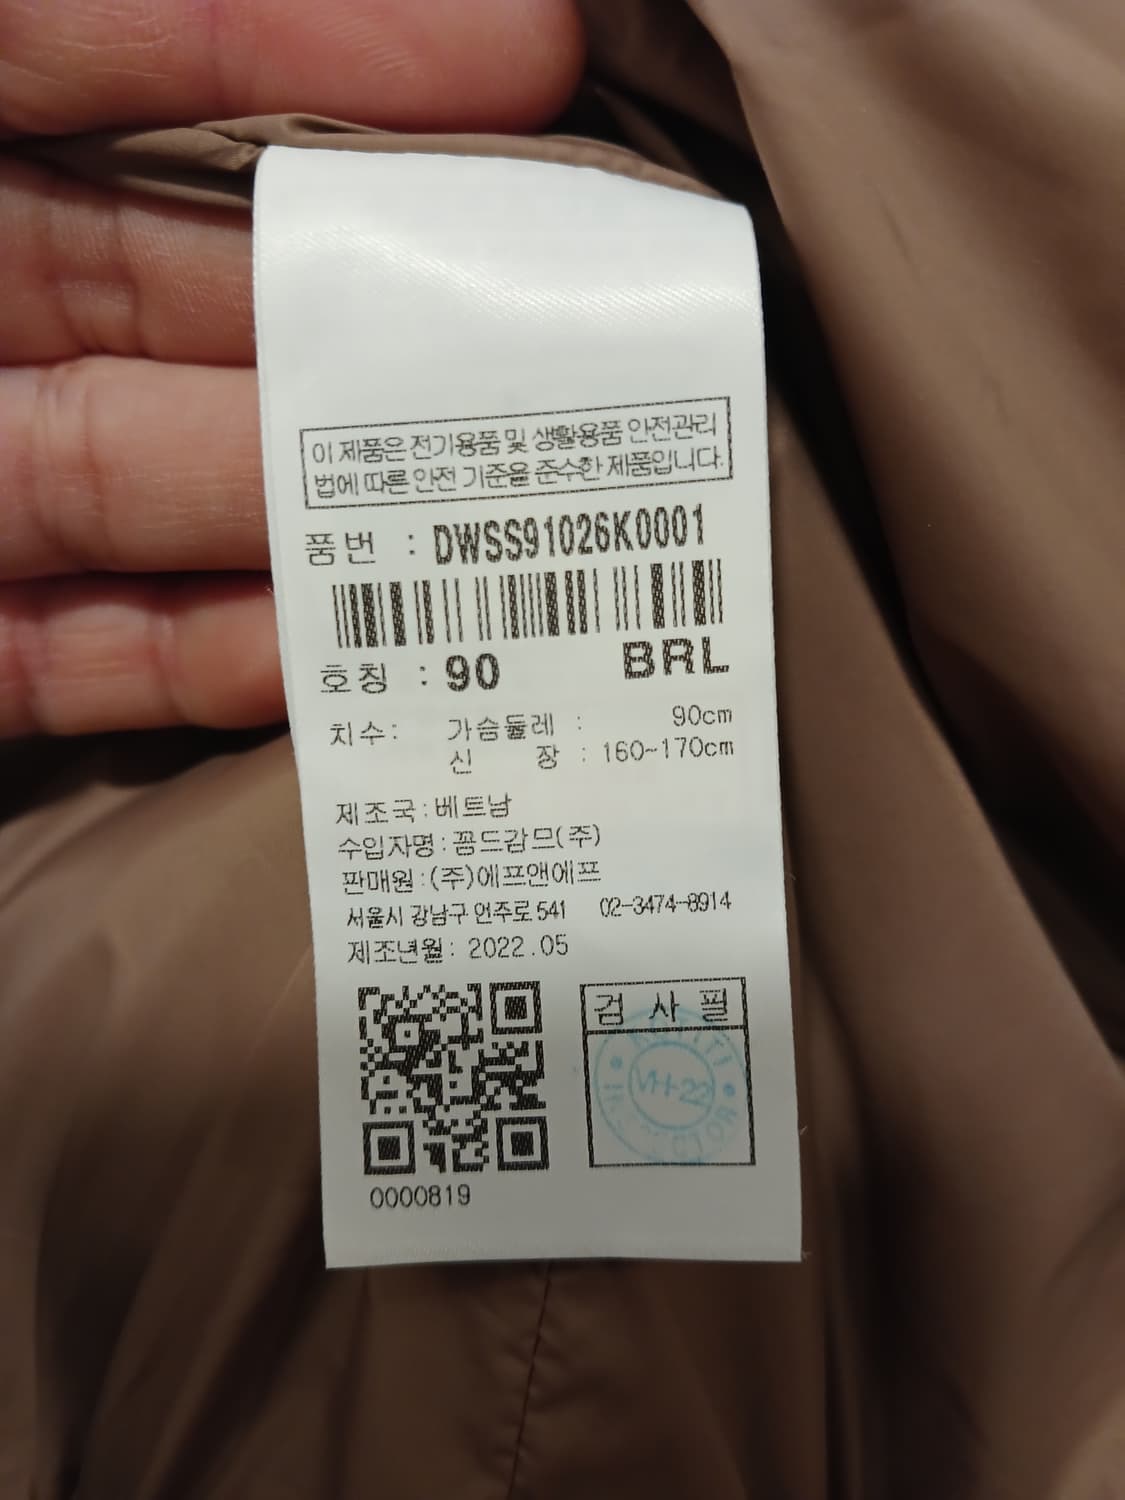 이 제품은 전기용품 및 생활용품 안전관리
법에 따른 안전 기준을 준수한 제품입니다.
품번 : DWSS91026K0001
호칭 : 90 BRL
치수: 가슴둘레 : 90cm
신 장 : 160~170cm
제조국:베트남
수입자명:꼼드감므(주)
판매원:(주)에프앤에프
서울시 강남구 언주로 541 02-3474-8914
제조년월: 2022.05
검 사 필
VH-22
0000819